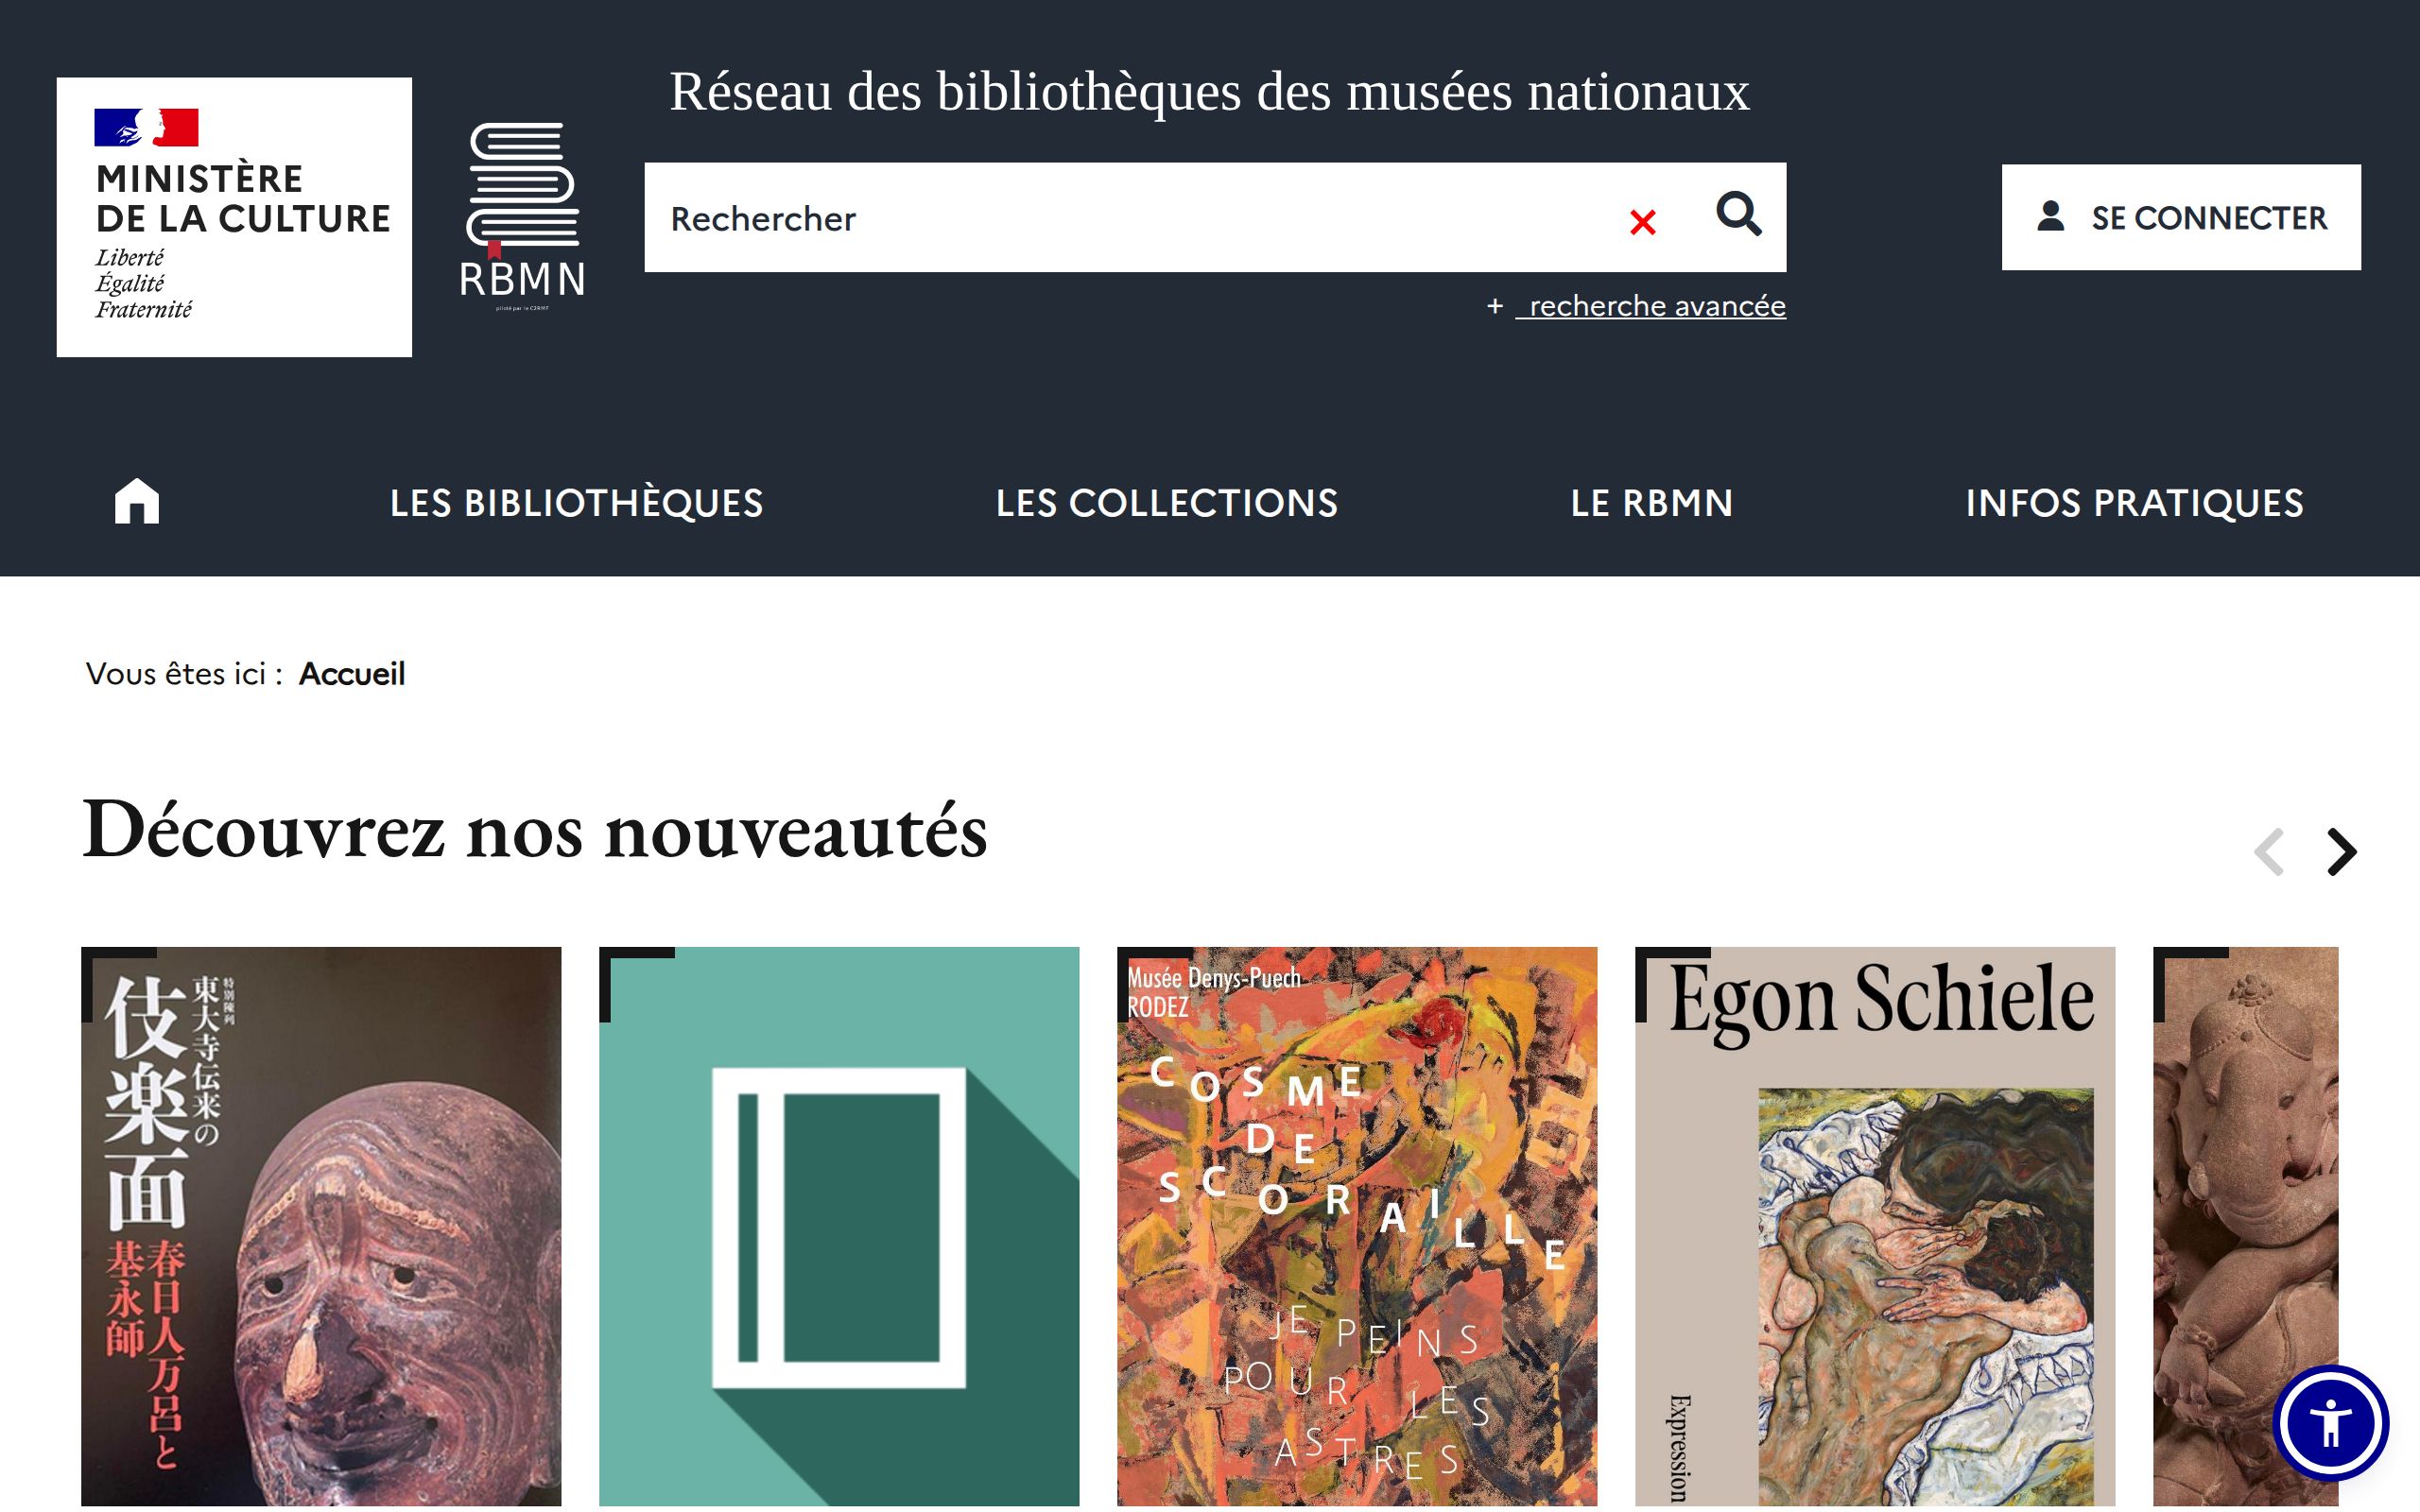 Réseau des bibliothèques des musées nationaux
MINISTÈRE
DE LA CULTURE
Liberté
Égalité
Fraternité
RBMN
piloté par le C2RMF
Rechercher
SE CONNECTER
+ recherche avancée
LES BIBLIOTHÈQUES
LES COLLECTIONS
LE RBMN
INFOS PRATIQUES
Vous êtes ici : Accueil
Découvrez nos nouveautés
特別陳列
東大寺伝来の
伎楽面
春日人万呂と
基永師
Musée Denys-Puech
RODEZ
COSME
DE
SCORAILLE
JE PEINS
POUR LES
ASTRES
Egon Schiele
Expression